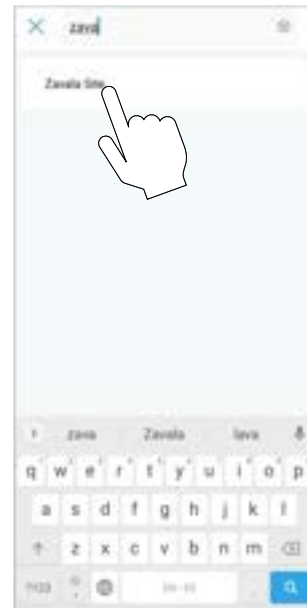 zava
Zavala Site
zava Zavala lava
q w e r t y u i o p
a s d f g h j k l
z x c v b n m